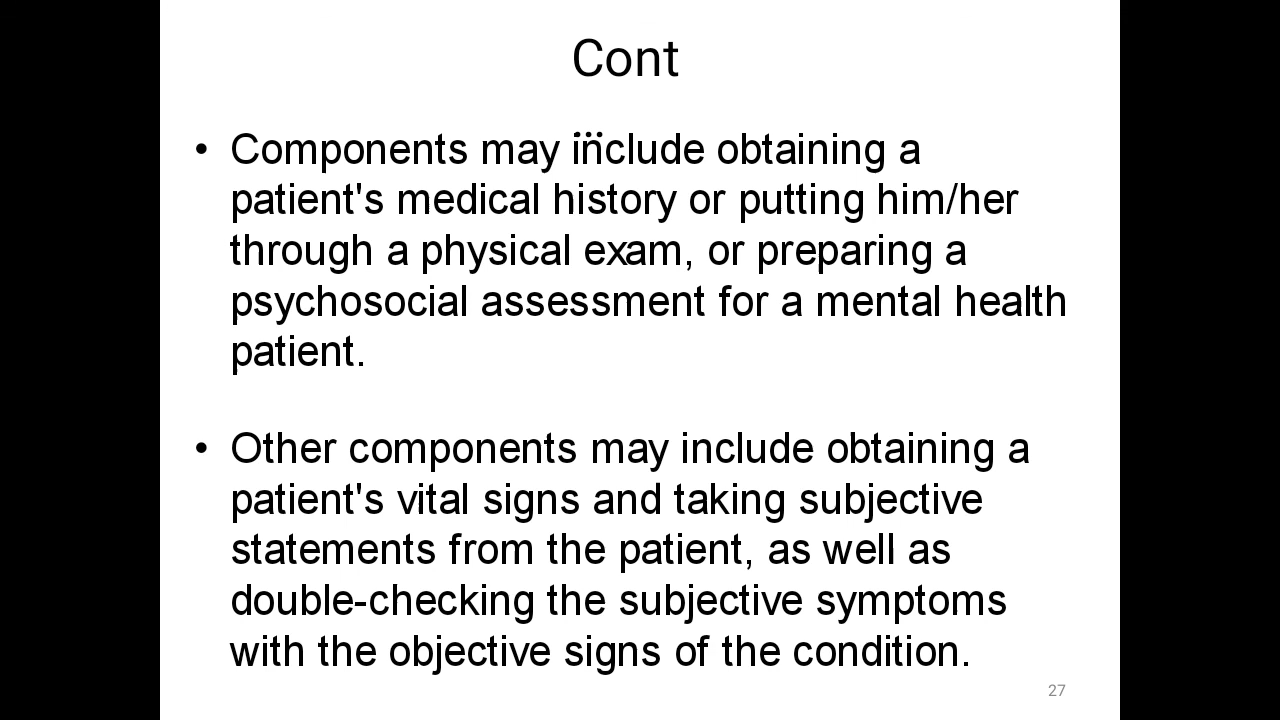 Cont
…
• Components may include obtaining a
patient's medical history or putting him/her
through a physical exam, or preparing a
psychosocial assessment for a mental health
patient.
• Other components may include obtaining a
patient's vital signs and taking subjective
statements from the patient, as well as
double-checking the subjective symptoms
with the objective signs of the condition.
27